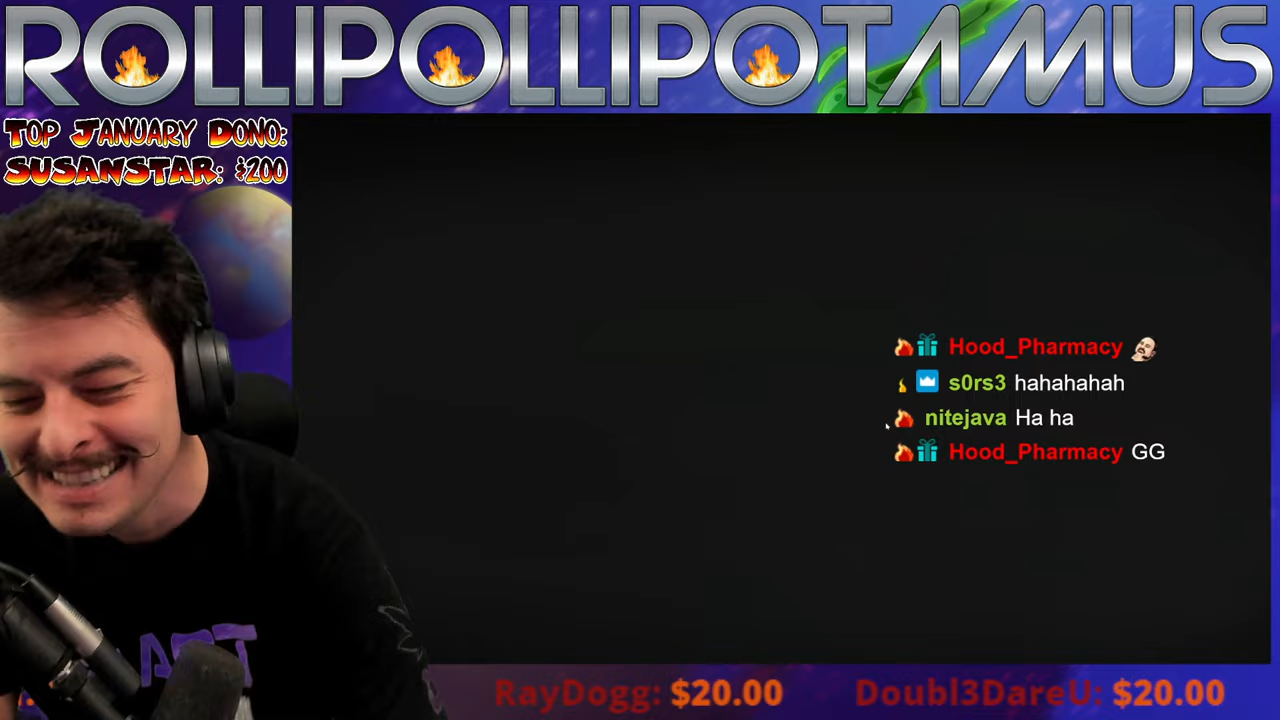 ROLLIPOLLIPOTAMUS
TOP JANUARY DONO:
SUSANSTAR: $200
Hood_Pharmacy
s0rs3 hahahahah
nitejava Ha ha
Hood_Pharmacy GG
RayDogg: $20.00 Doubl3DareU: $20.00